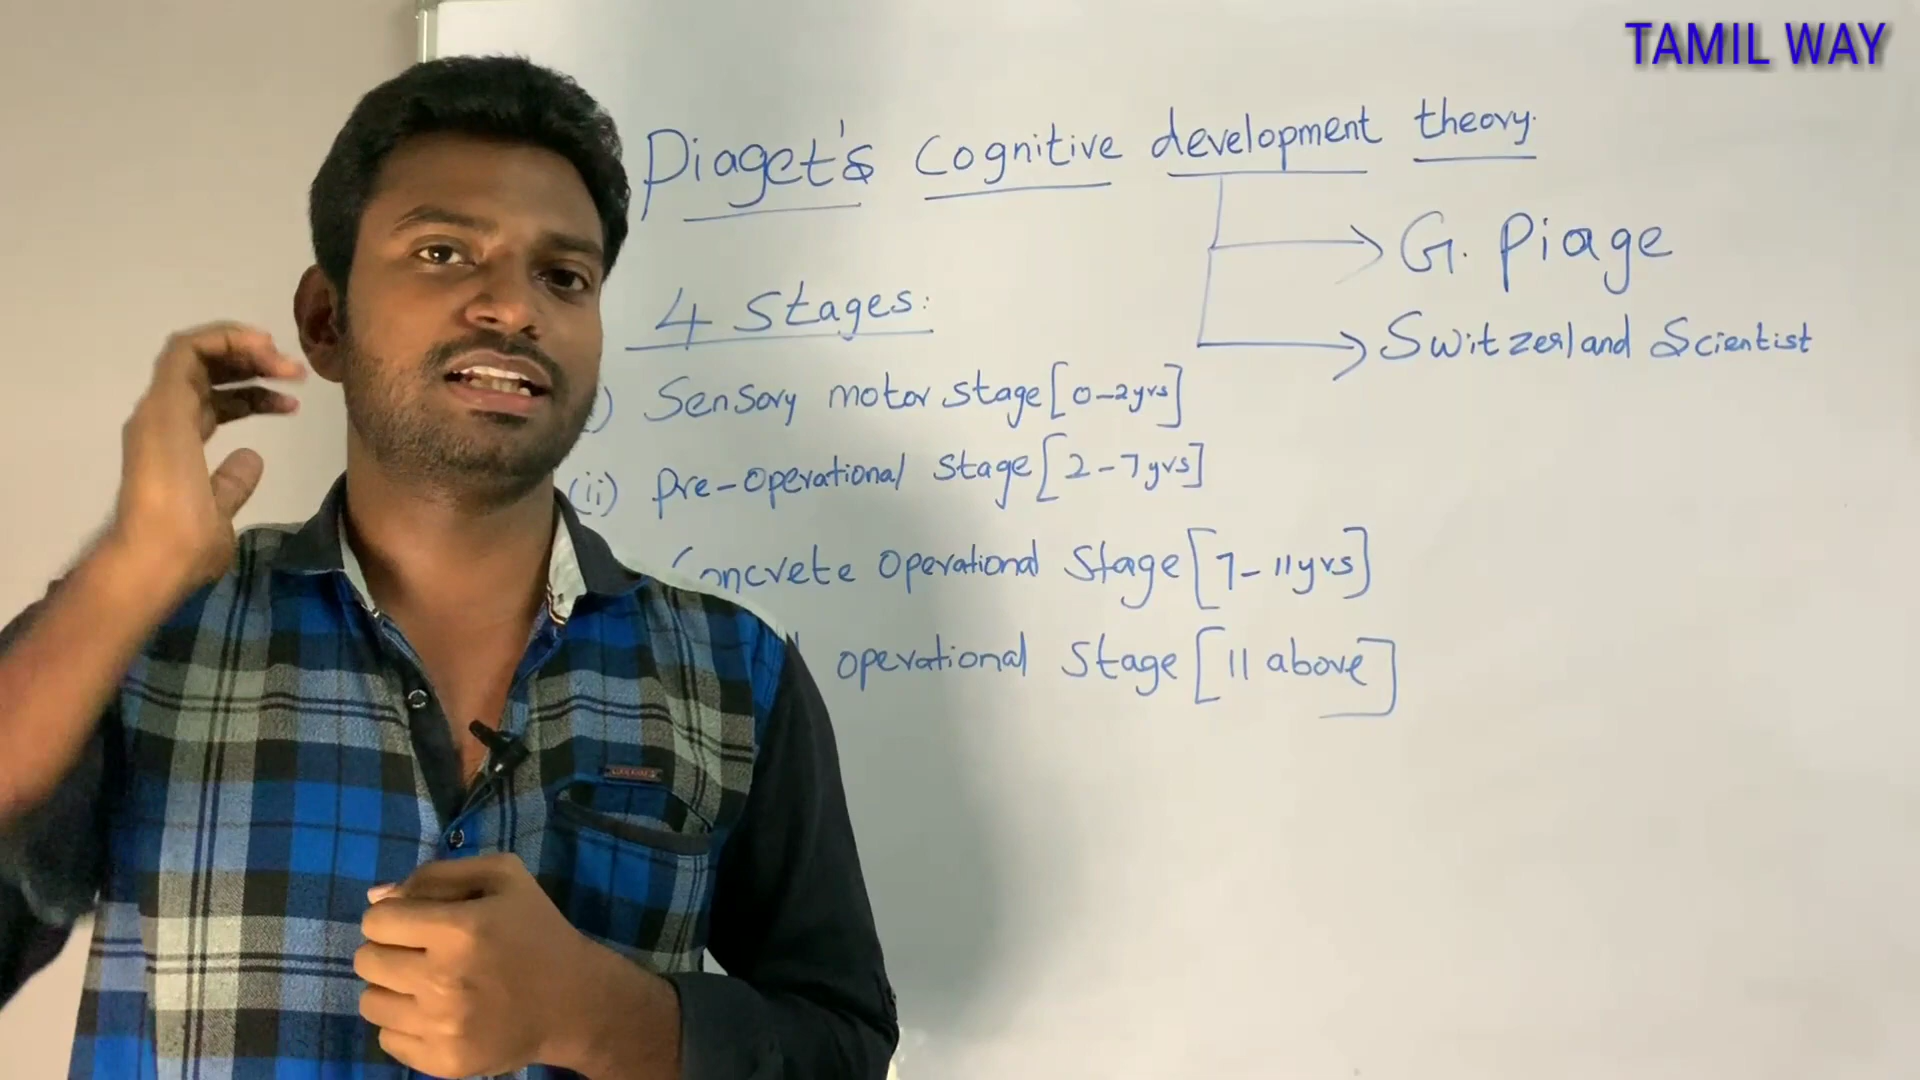 TAMIL WAY
Piaget's Cognitive development theory.
G. Piage
Switzerland Scientist
4 Stages:
) Sensory motor Stage [0-2yrs]
(ii) Pre-Operational Stage [2-7yrs]
Concrete Operational Stage [7-11yrs]
operational Stage [11 above]